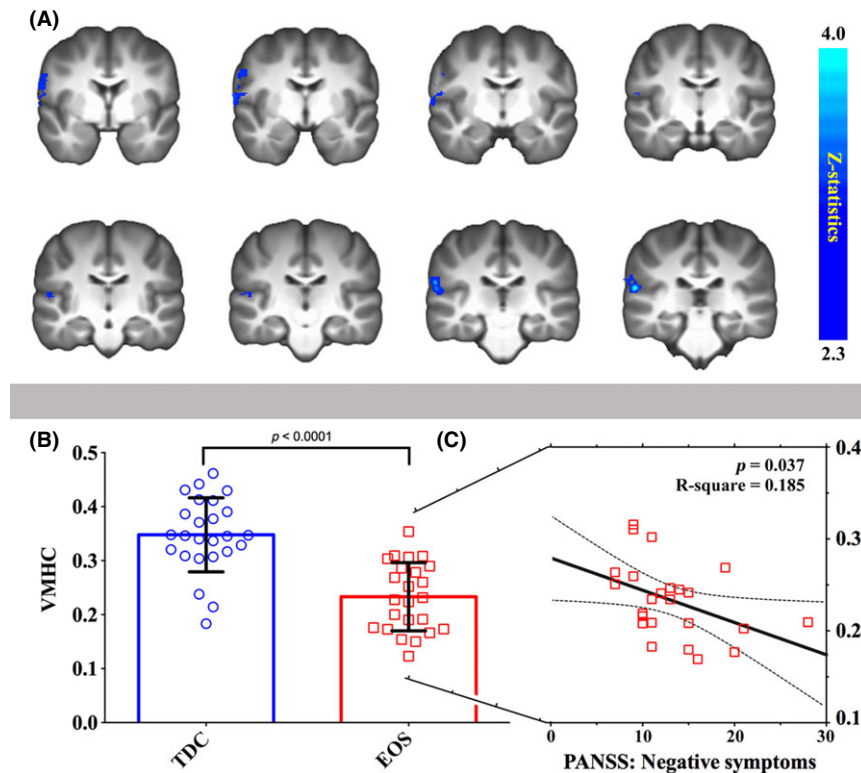 (A)
4.0
Z-statistics
2.3
(B)
VMHC
0.5
0.4
0.3
0.2
0.1
0.0
p < 0.0001
TDC
EOS
(C)
p = 0.037
R-square = 0.185
0.4
0.3
0.2
0.1
0
10
20
30
PANSS: Negative symptoms